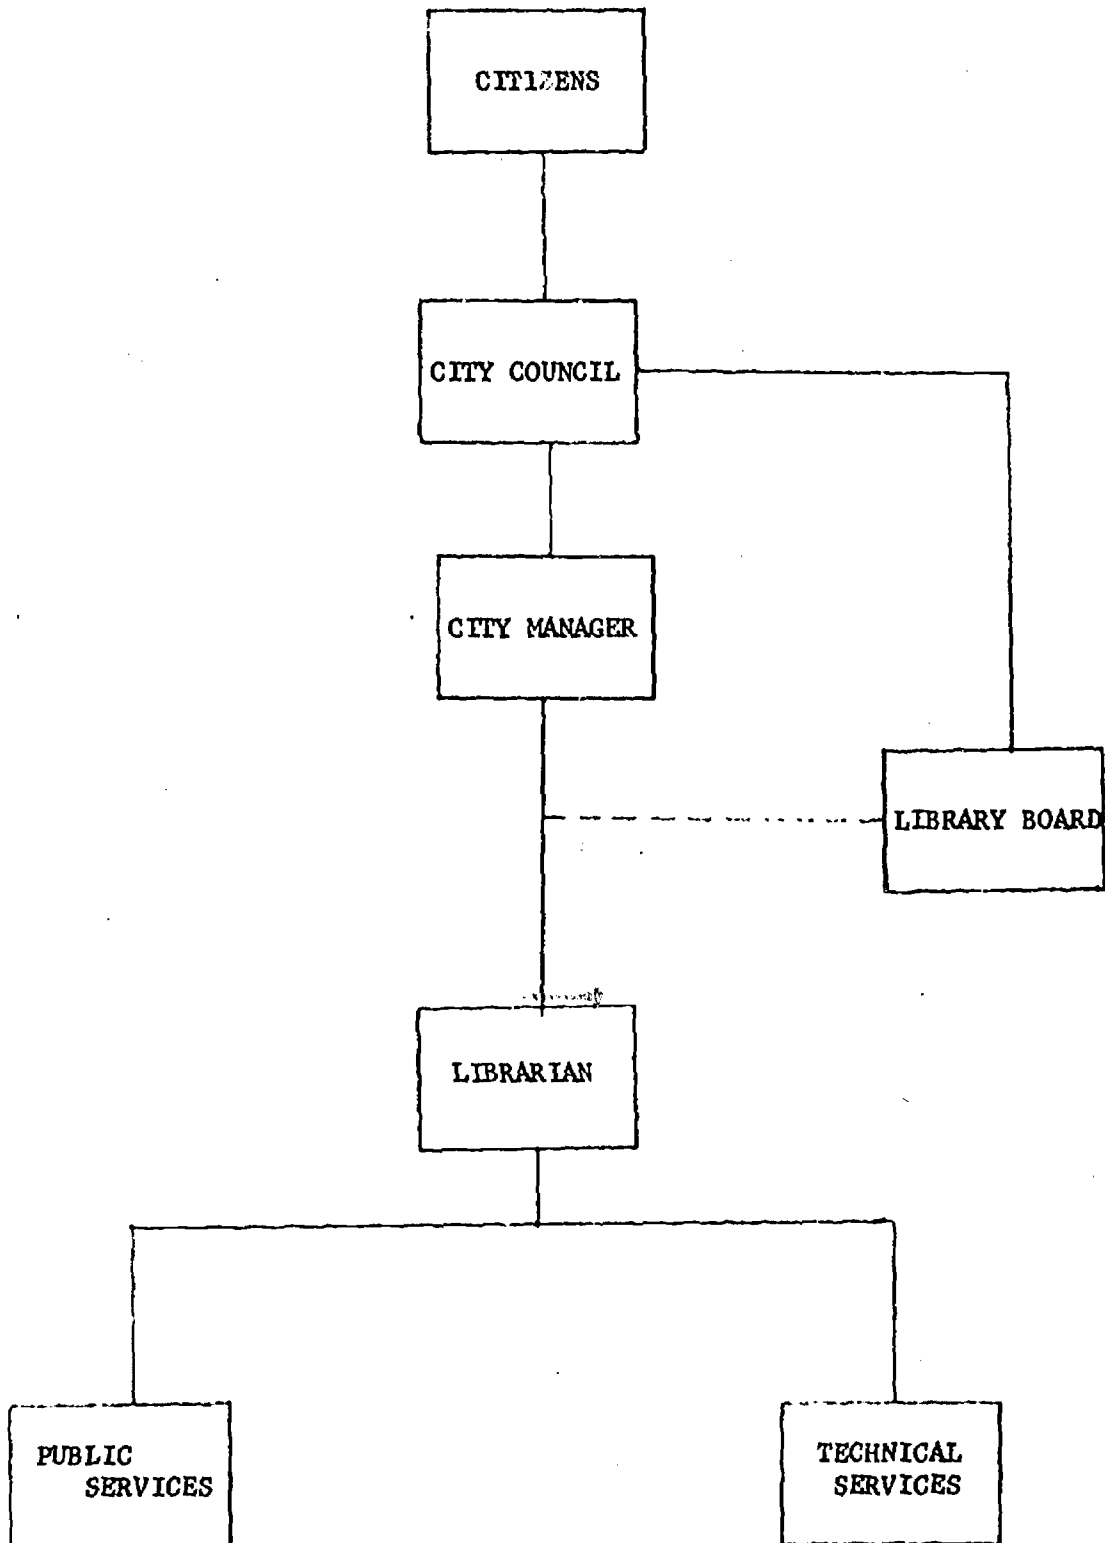 CITIZENS
CITY COUNCIL
CITY MANAGER
LIBRARY BOARD
LIBRARIAN
PUBLIC
SERVICES
TECHNICAL
SERVICES